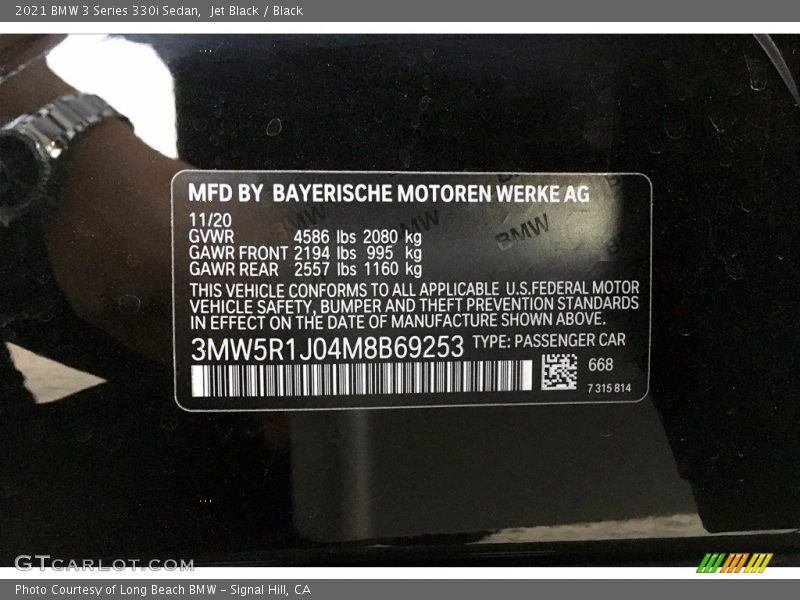 2021 BMW 3 Series 330i Sedan,  Jet Black / Black
MFD BY BAYERISCHE MOTOREN WERKE AG
11/20
GVWR 4586 lbs 2080 kg
GAWR FRONT 2194 lbs 995 kg
GAWR REAR 2557 lbs 1160 kg
THIS VEHICLE CONFORMS TO ALL APPLICABLE U.S.FEDERAL MOTOR
VEHICLE SAFETY, BUMPER AND THEFT PREVENTION STANDARDS
IN EFFECT ON THE DATE OF MANUFACTURE SHOWN ABOVE.
3MW5R1J04M8B69253 TYPE: PASSENGER CAR
668
7 315 814
BMW
BMW
BMW
GTCARLOT.COM
Photo Courtesy of Long Beach BMW - Signal Hill, CA